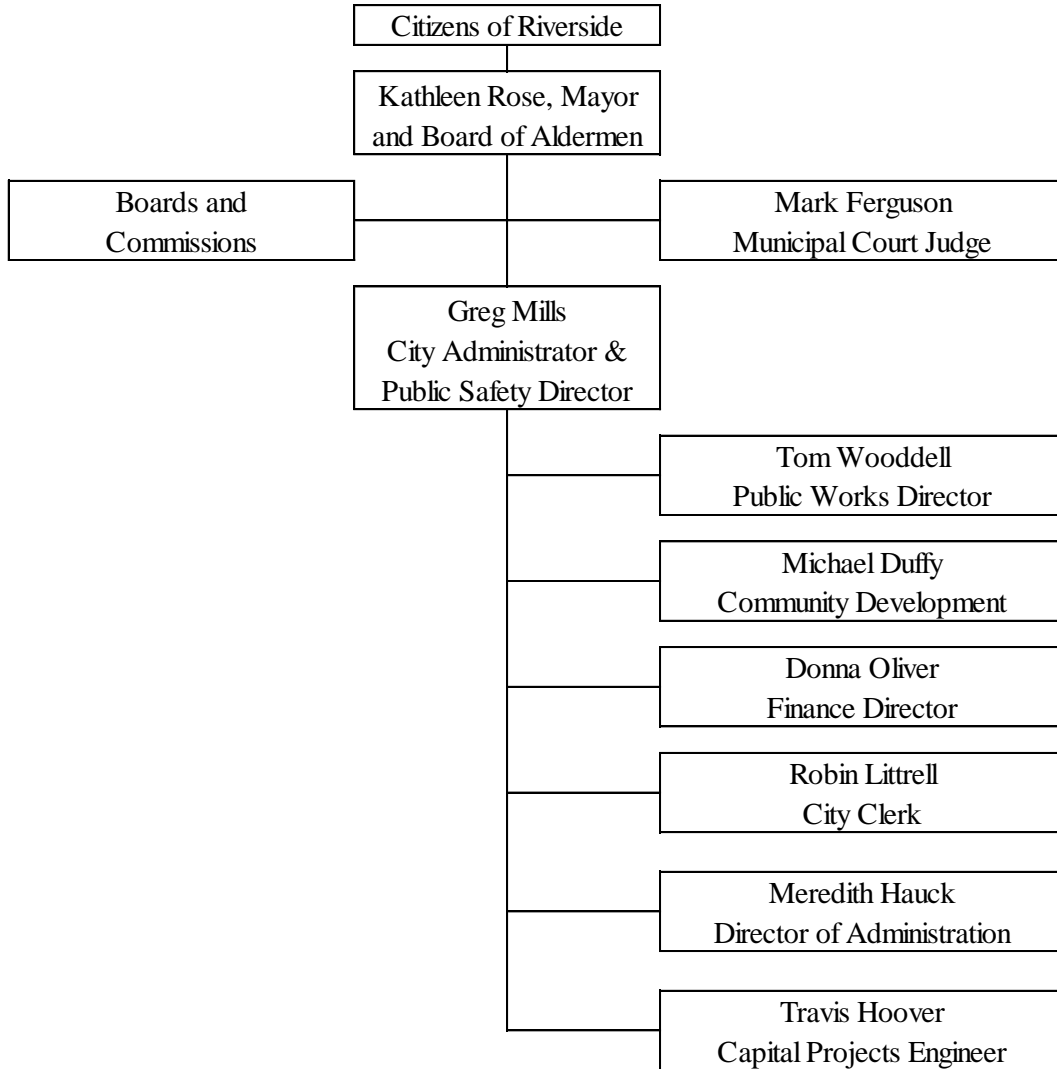 Citizens of Riverside
Kathleen Rose, Mayor
and Board of Aldermen
Boards and
Commissions
Mark Ferguson
Municipal Court Judge
Greg Mills
City Administrator &
Public Safety Director
Tom Wooddell
Public Works Director
Michael Duffy
Community Development
Donna Oliver
Finance Director
Robin Littrell
City Clerk
Meredith Hauck
Director of Administration
Travis Hoover
Capital Projects Engineer